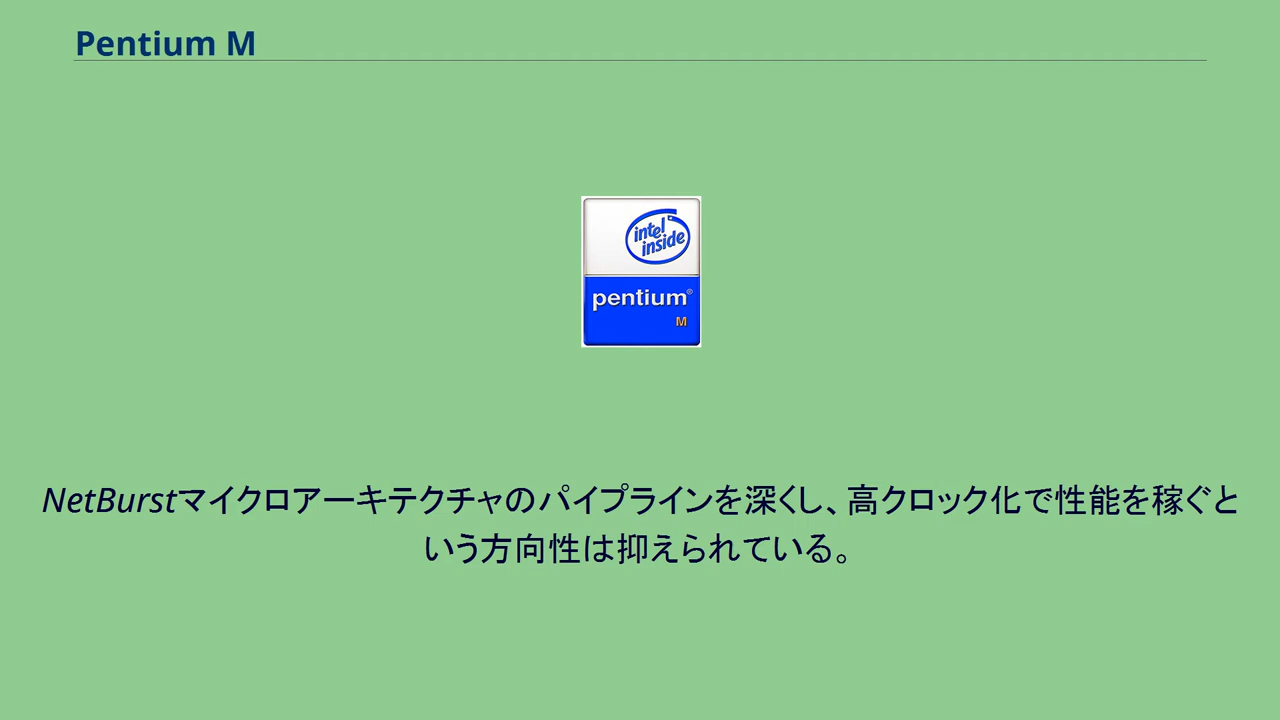 Pentium M
intel
inside
pentium®
M
NetBurstマイクロアーキテクチャのパイプラインを深くし、高クロック化で性能を稼ぐと
いう方向性は抑えられている。